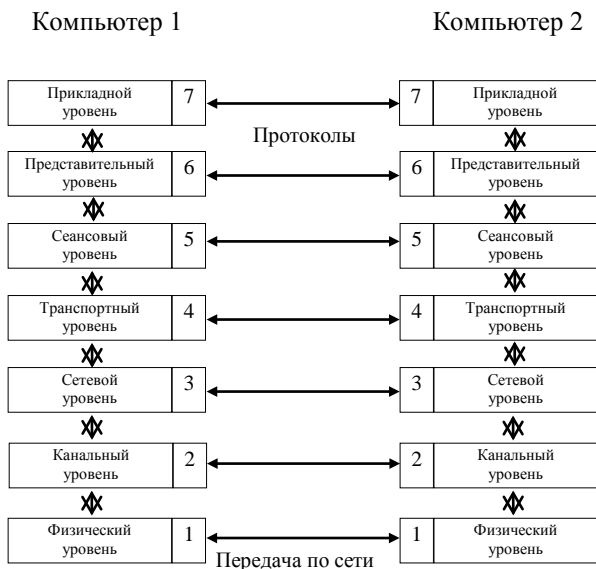 Компьютер 1
Компьютер 2
Прикладной
уровень
7
7
Прикладной
уровень
Протоколы
Представительный
уровень
6
6
Представительный
уровень
Сеансовый
уровень
5
5
Сеансовый
уровень
Транспортный
уровень
4
4
Транспортный
уровень
Сетевой
уровень
3
3
Сетевой
уровень
Канальный
уровень
2
2
Канальный
уровень
Физический
уровень
1
1
Физический
уровень
Передача по сети